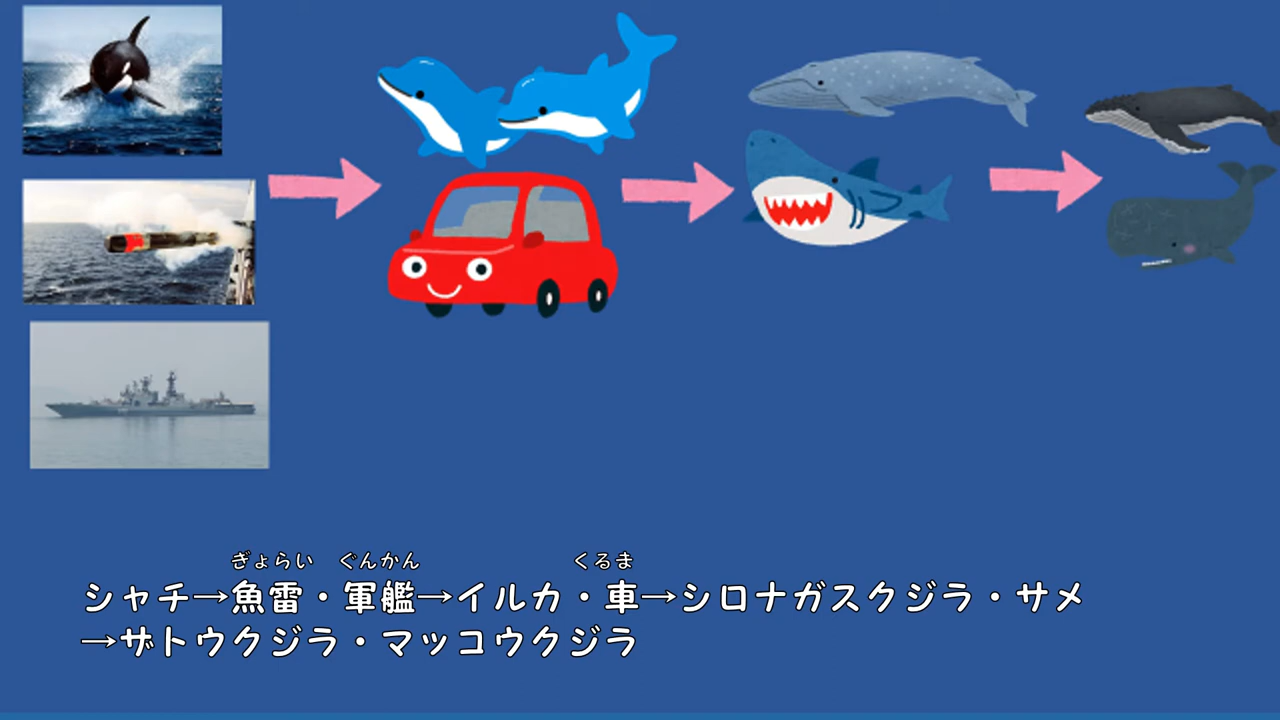 ぎょらい ぐんかん くるま
シャチ→魚雷・軍艦→イルカ・車→シロナガスクジラ・サメ
→ザトウクジラ・マッコウクジラ